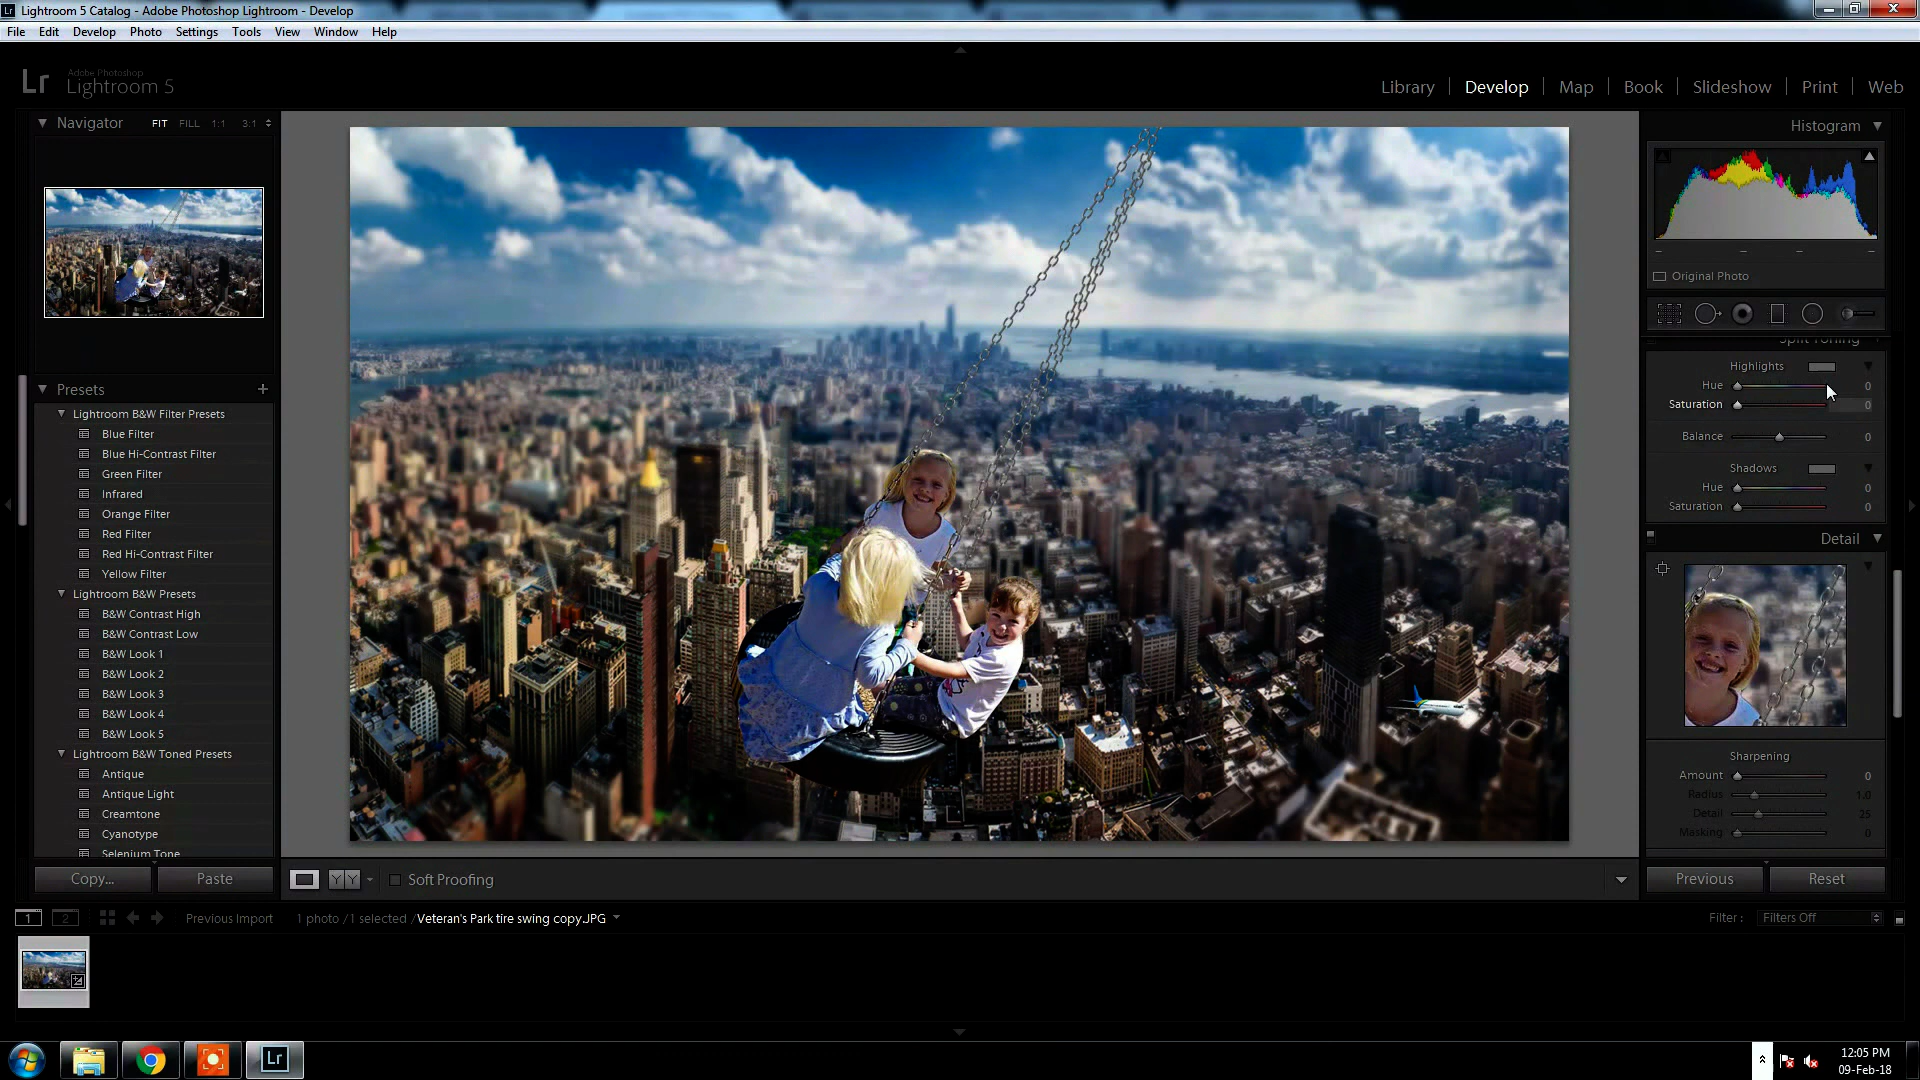 Lightroom 5 Catalog - Adobe Photoshop Lightroom - Develop
File Edit Develop Photo Settings Tools View Window Help
Lr Adobe Photoshop Lightroom 5
Library Develop Map Book Slideshow Print Web
Navigator FIT FILL 1:1 3:1
Histogram
Original Photo
Split Toning
Highlights
Hue 0
Saturation 0
Balance 0
Shadows
Hue 0
Saturation 0
Detail
Sharpening
Amount 0
Radius 1.0
Detail 25
Masking 0
Previous Reset
Presets +
Lightroom B&W Filter Presets
Blue Filter
Blue Hi-Contrast Filter
Green Filter
Infrared
Orange Filter
Red Filter
Red Hi-Contrast Filter
Yellow Filter
Lightroom B&W Presets
B&W Contrast High
B&W Contrast Low
B&W Look 1
B&W Look 2
B&W Look 3
B&W Look 4
B&W Look 5
Lightroom B&W Toned Presets
Antique
Antique Light
Creamtone
Cyanotype
Selenium Tone
Copy... Paste
YY Soft Proofing
1 2 Previous Import 1 photo / 1 selected / Veteran's Park tire swing copy.JPG
Filter : Filters Off
Lr
12:05 PM
09-Feb-18